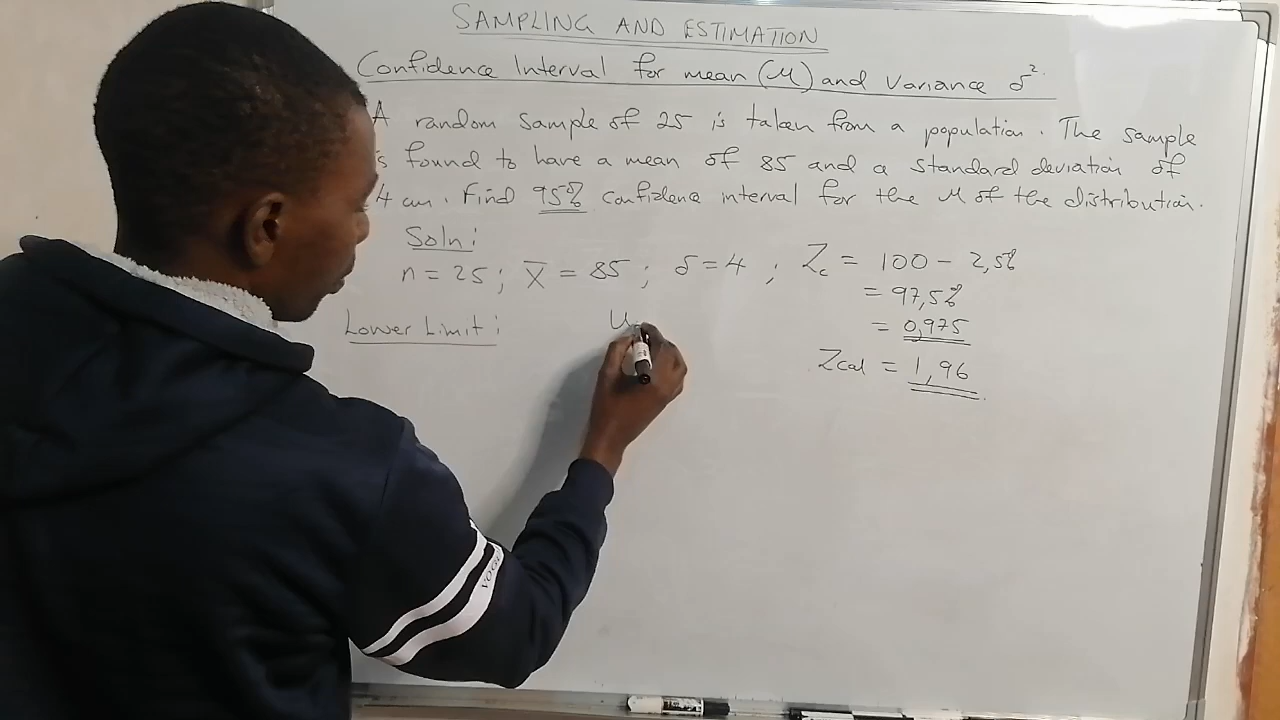 SAMPLING AND ESTIMATION
Confidence Interval for mean (μ) and Variance δ².
A random sample of 25 is taken from a population. The sample
is found to have a mean of 85 and a standard deviation of
4 cm. Find 95% confidence interval for the μ of the distribution.
Soln:
n = 25; X̄ = 85; δ = 4; Zc = 100 - 2,5%
= 97,5%
= 0,975
Lower Limit: μ
Zcal = 1,96